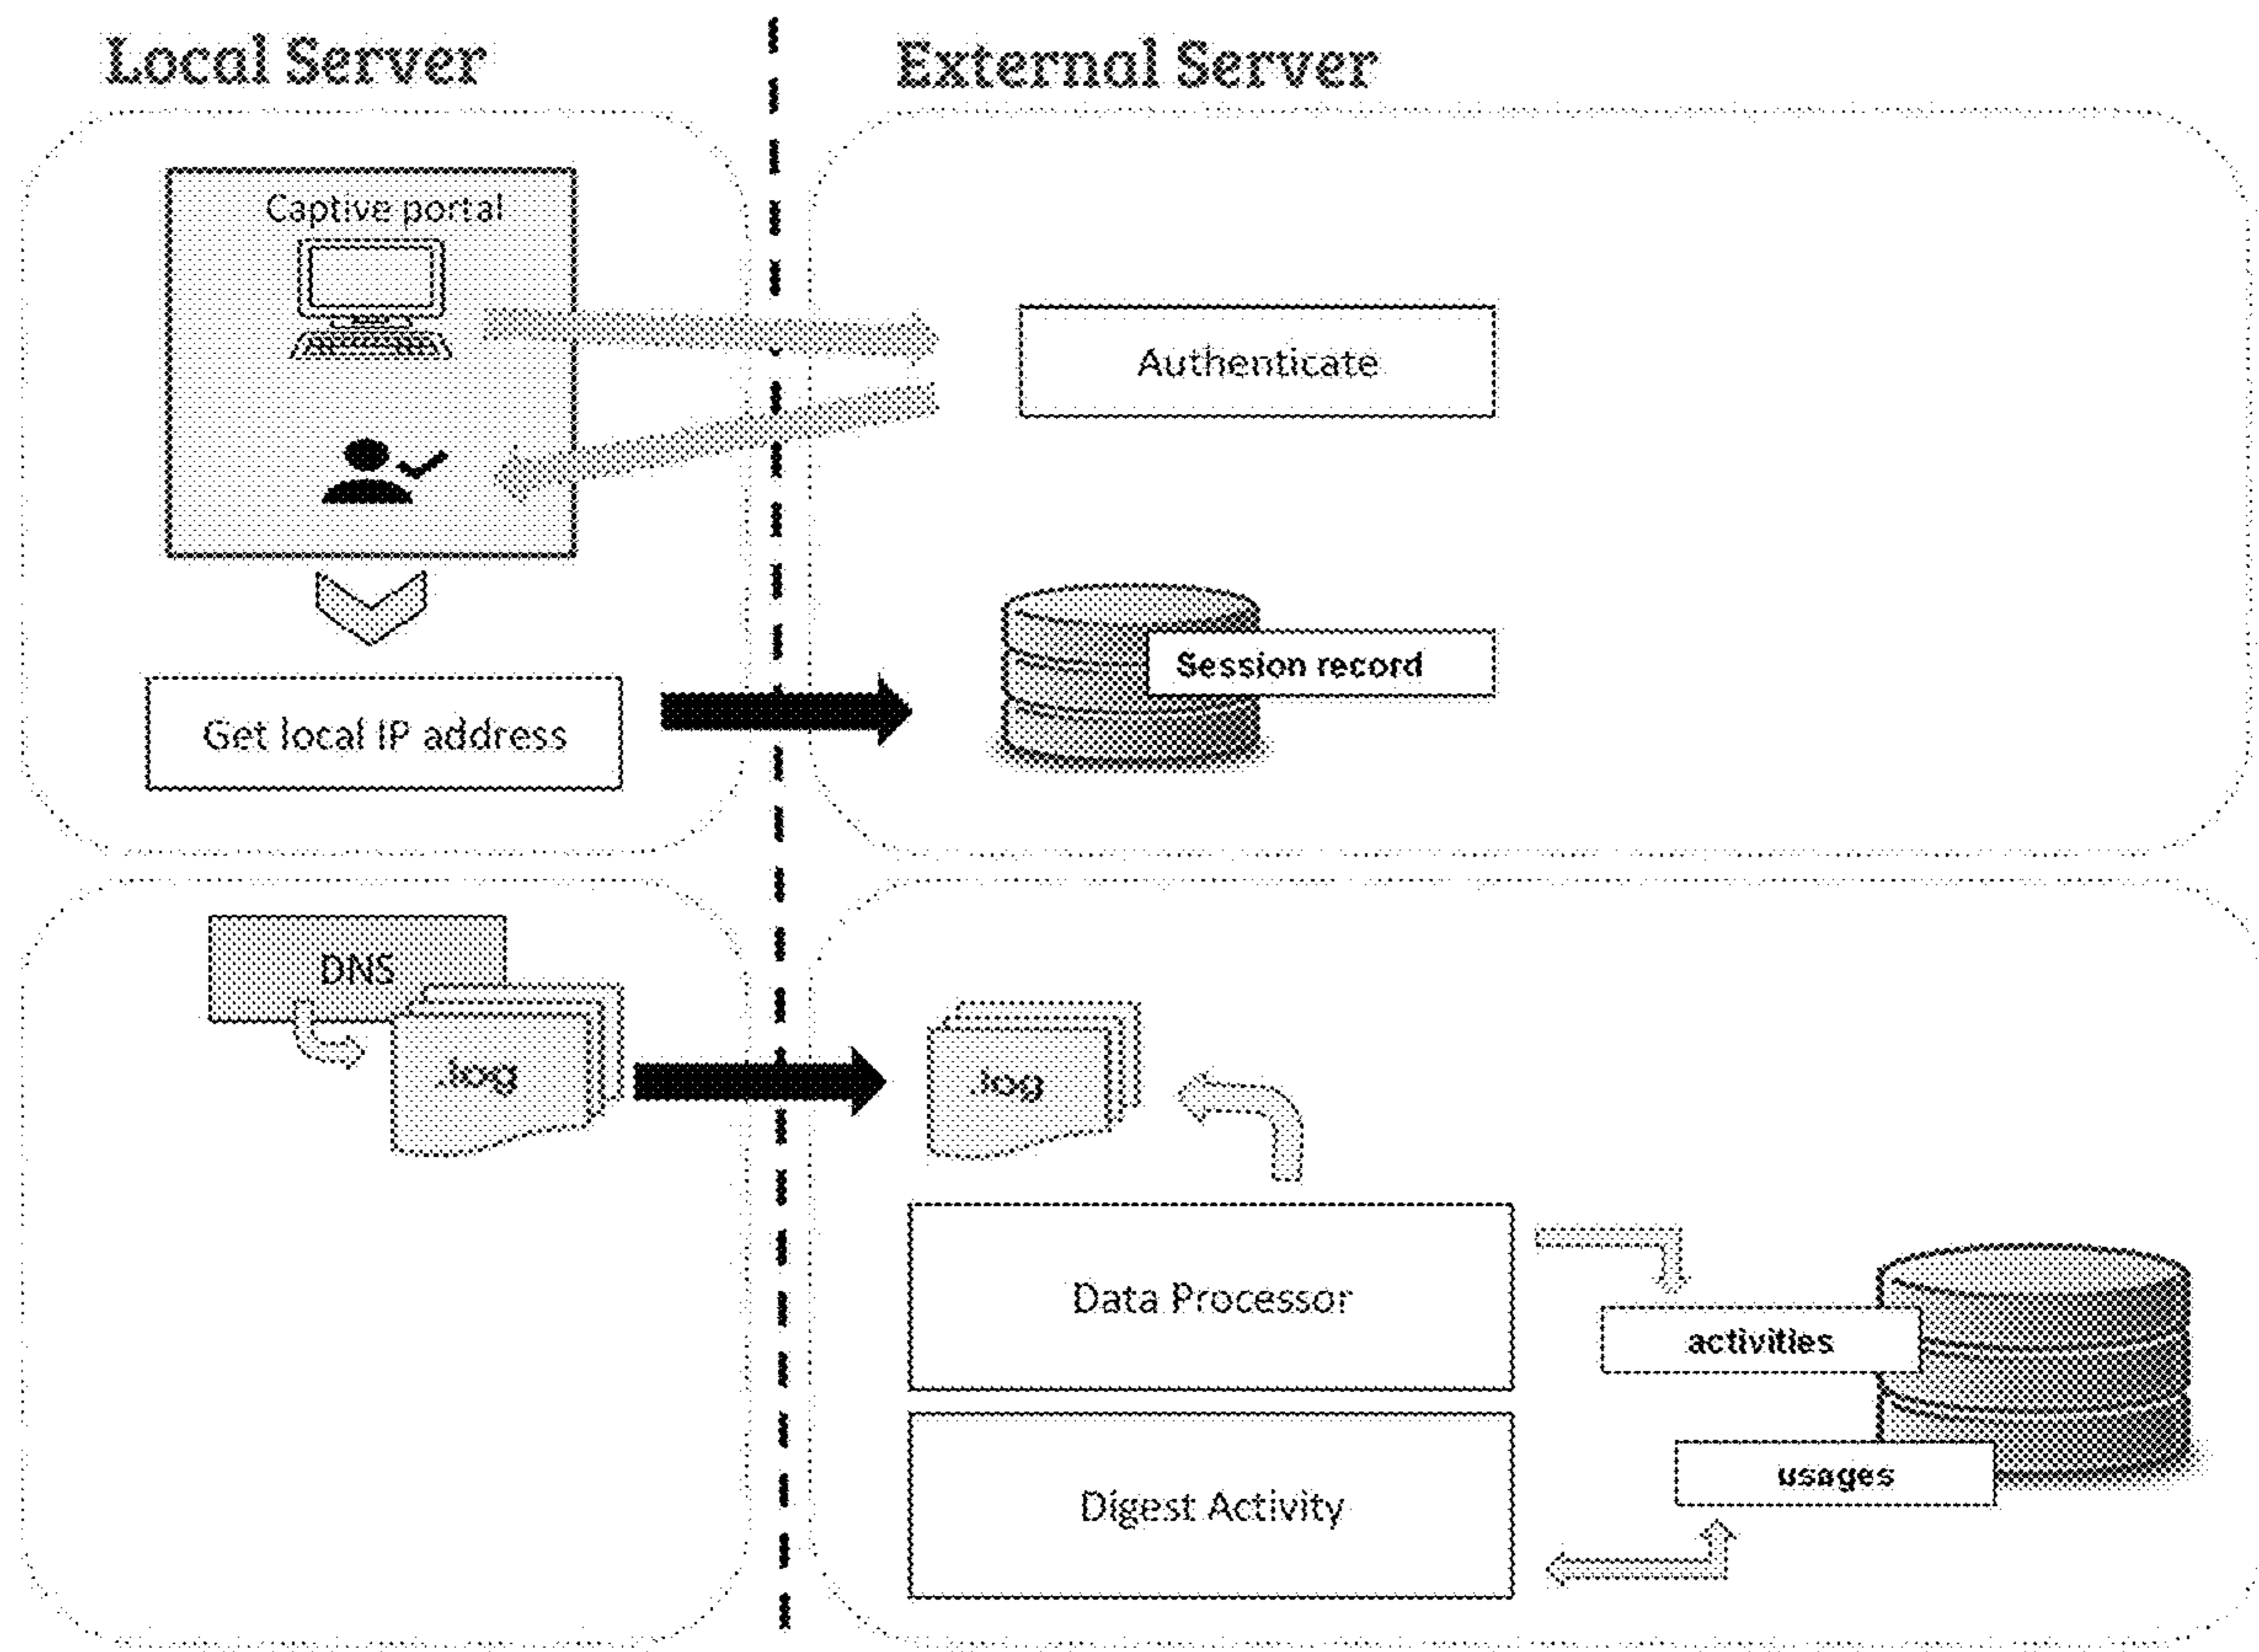 Local Server
External Server
Captive portal
Authenticate
Session record
Get local IP address
DNS
.log
.log
Data Processor
activities
usages
Digest Activity